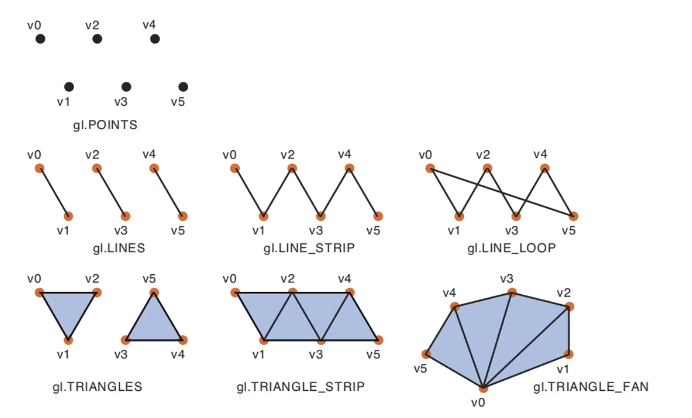 v0 v2 v4
v1 v3 v5
gl.POINTS
v0 v2 v4 v0 v2 v4 v0 v2 v4
v1 v3 v5 v1 v3 v5 v1 v3 v5
gl.LINES gl.LINE_STRIP gl.LINE_LOOP
v0 v2 v5 v0 v2 v4 v4 v3 v2
v1 v3 v4 v1 v3 v5 v5 v1
gl.TRIANGLES gl.TRIANGLE_STRIP v0 gl.TRIANGLE_FAN